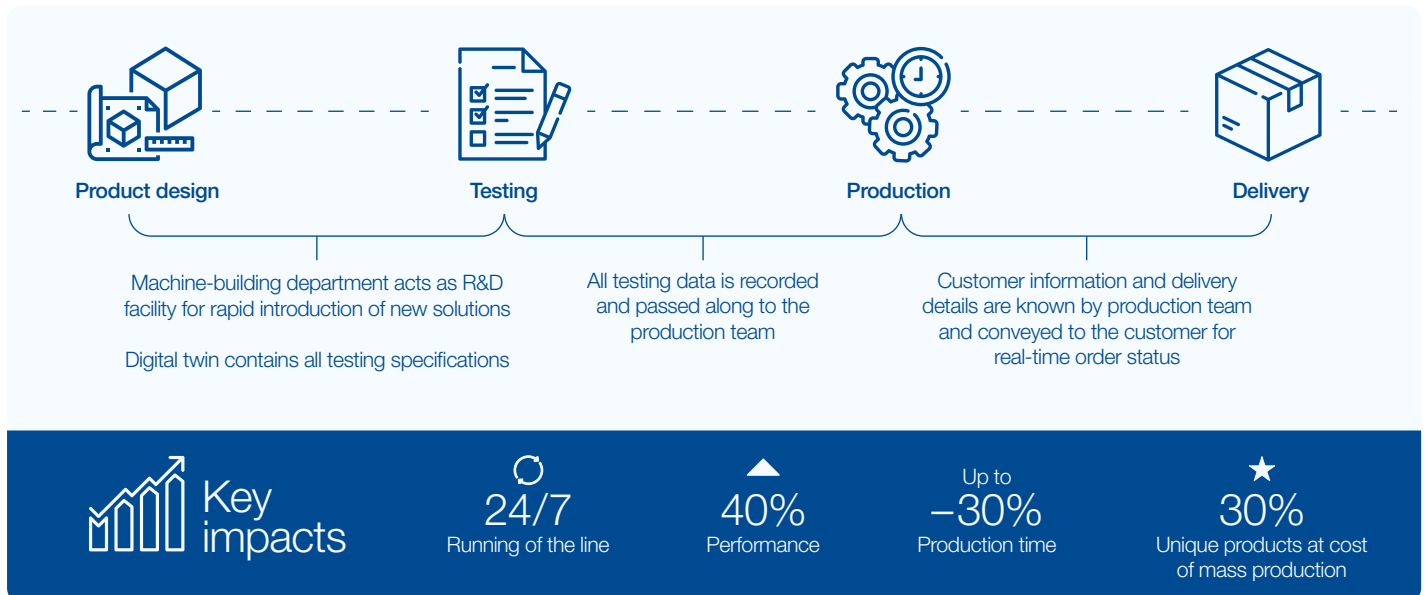 Product design
Testing
Production
Delivery
Machine-building department acts as R&D
facility for rapid introduction of new solutions
Digital twin contains all testing specifications
All testing data is recorded
and passed along to the
production team
Customer information and delivery
details are known by production team
and conveyed to the customer for
real-time order status
Key
impacts
24/7
Running of the line
40%
Performance
Up to
–30%
Production time
30%
Unique products at cost
of mass production